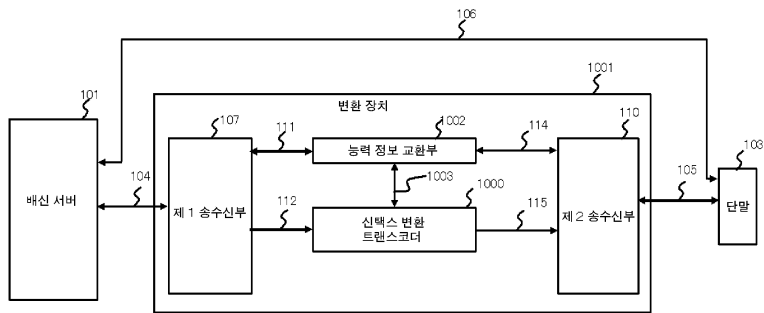 106
1001
101
변환 장치
107
1002
110
111
114
103
능력 정보 교환부
104
1003
1000
105
배신 서버
제 1 송수신부
112
신택스 변환
트랜스코더
115
제 2 송수신부
단말